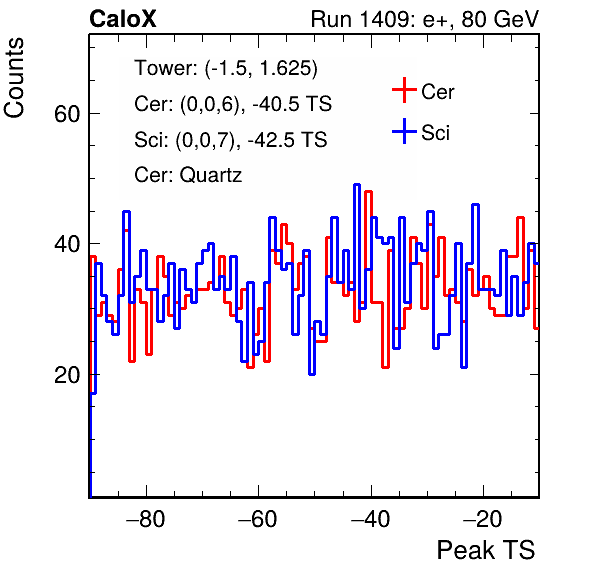 CaloX Run 1409: e+, 80 GeV
Counts
Tower: (-1.5, 1.625)
Cer: (0,0,6), -40.5 TS
Sci: (0,0,7), -42.5 TS
Cer: Quartz
Cer
Sci
60
40
20
−80 −60 −40 −20
Peak TS